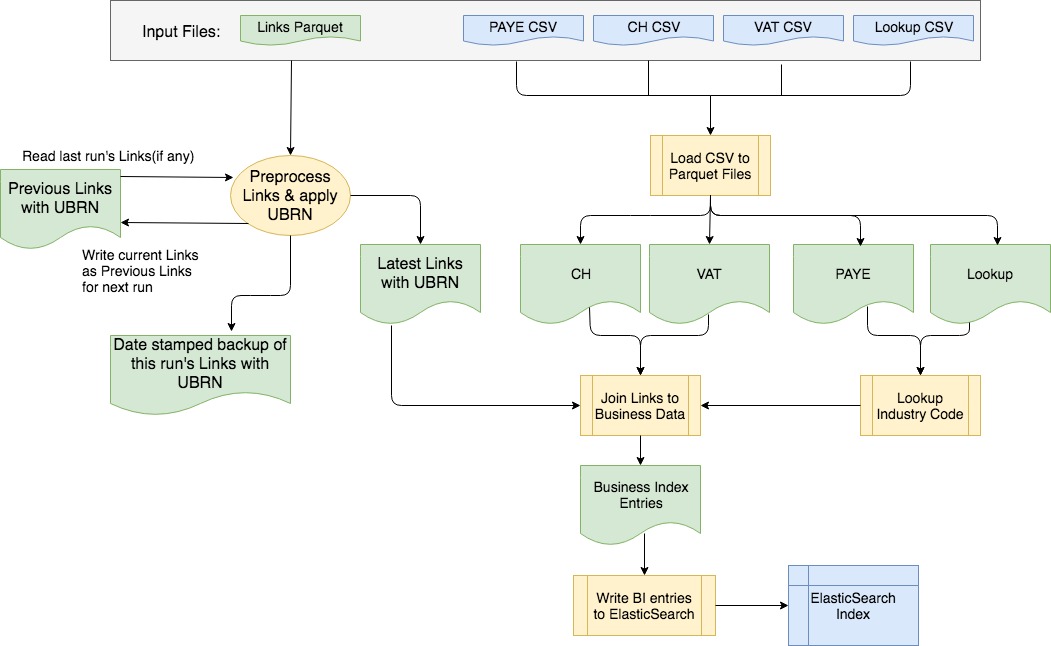 Input Files:
Links Parquet
PAYE CSV
CH CSV
VAT CSV
Lookup CSV
Read last run's Links(if any)
Previous Links
with UBRN
Preprocess
Links & apply
UBRN
Load CSV to
Parquet Files
Write current Links
as Previous Links
for next run
Latest Links
with UBRN
CH
VAT
PAYE
Lookup
Date stamped backup of
this run's Links with
UBRN
Join Links to
Business Data
Lookup
Industry Code
Business Index
Entries
Write BI entries
to ElasticSearch
ElasticSearch
Index